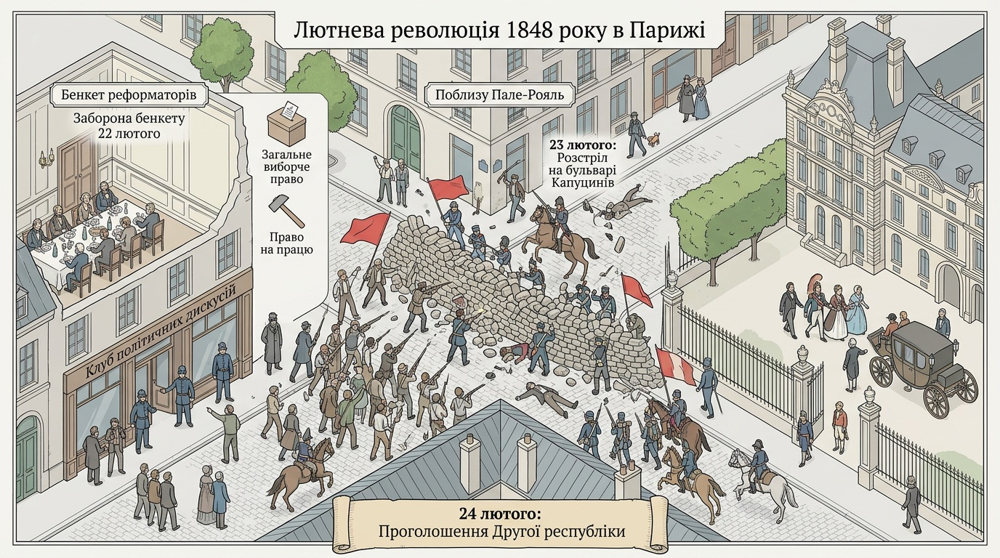 Лютнева революція 1848 року в Парижі
Бенкет реформаторів
Заборона бенкету
22 лютого
Загальне
виборче
право
Право
на працю
Поблизу Пале-Рояль
23 лютого:
Розстріл
на бульварі
Капуцинів
Клуб політичних дискусій
24 лютого:
Проголошення Другої республіки